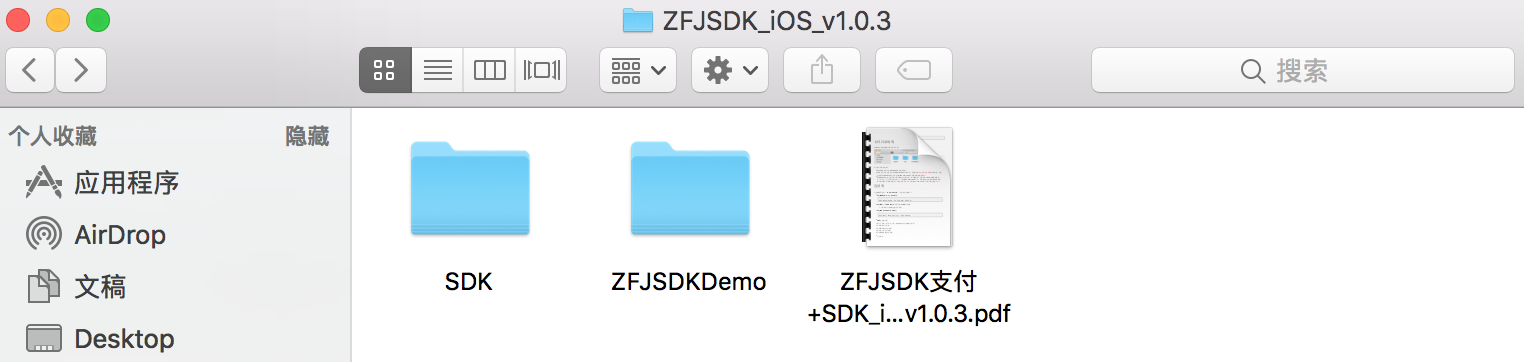 ZFJSDK_iOS_v1.0.3
搜索
个人收藏
隐藏
应用程序
AirDrop
文稿
Desktop
SDK
ZFJSDKDemo
ZFJSDK支付
+SDK_i...v1.0.3.pdf